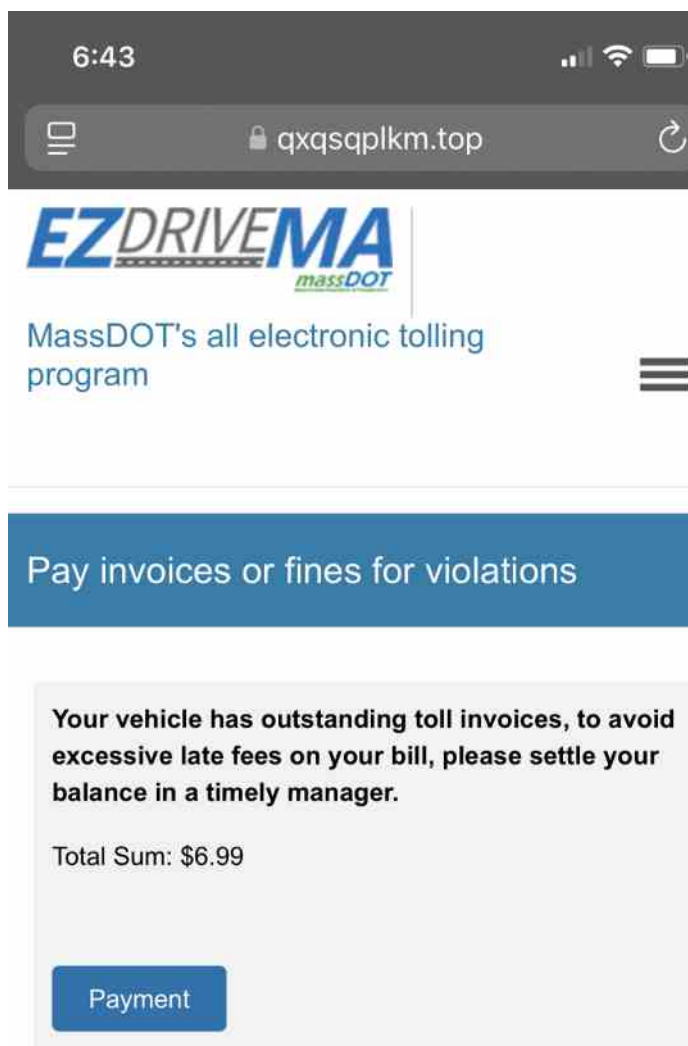 6:43
qxqsqplkm.top
EZDRIVEMA
massDOT
MassDOT's all electronic tolling
program
Pay invoices or fines for violations
Your vehicle has outstanding toll invoices, to avoid
excessive late fees on your bill, please settle your
balance in a timely manager.
Total Sum: $6.99
Payment